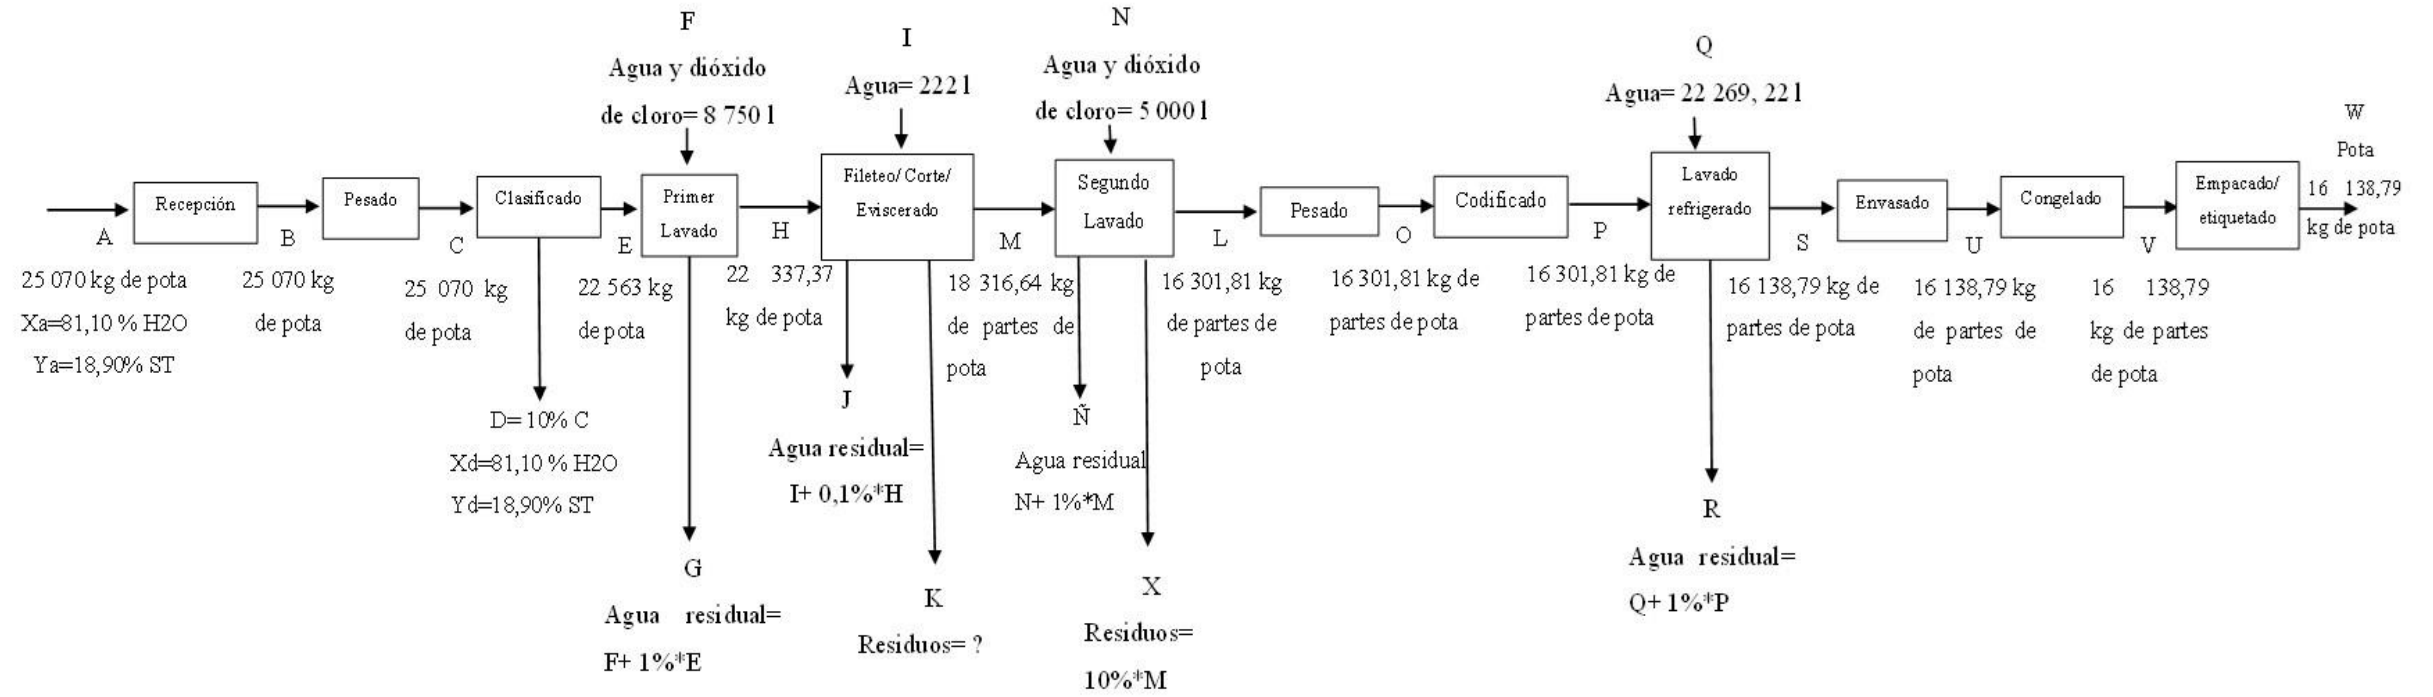 F
Agua y dióxido
de cloro= 8 750 l
I
Agua= 222 l
N
Agua y dióxido
de cloro= 5 000 l
Q
Agua= 22 269, 22 l
W
Pota
16 138,79
kg de pota
Recepción
Pesado
Clasificado
Primer
Lavado
Fileteo/ Corte/
Eviscerado
Segundo
Lavado
Pesado
Codificado
Lavado
refrigerado
Envasado
Congelado
Empacado/
etiquetado
A
25 070 kg de pota
Xa=81,10 % H2O
Ya=18,90% ST
B
25 070 kg
de pota
C
25 070 kg
de pota
D= 10% C
Xd=81,10 % H2O
Yd=18,90% ST
E
22 563 kg
de pota
G
Agua residual=
F+ 1%*E
H
22 337,37
kg de pota
J
Agua residual=
I+ 0,1%*H
K
Residuos= ?
M
18 316,64 kg
de partes de
pota
Ñ
Agua residual
N+ 1%*M
X
Residuos=
10%*M
L
16 301,81 kg
de partes de
pota
O
16 301,81 kg de
partes de pota
P
16 301,81 kg de
partes de pota
R
Agua residual=
Q+ 1%*P
S
16 138,79 kg de
partes de pota
U
16 138,79 kg
de partes de
pota
V
16 138,79
kg de partes
de pota